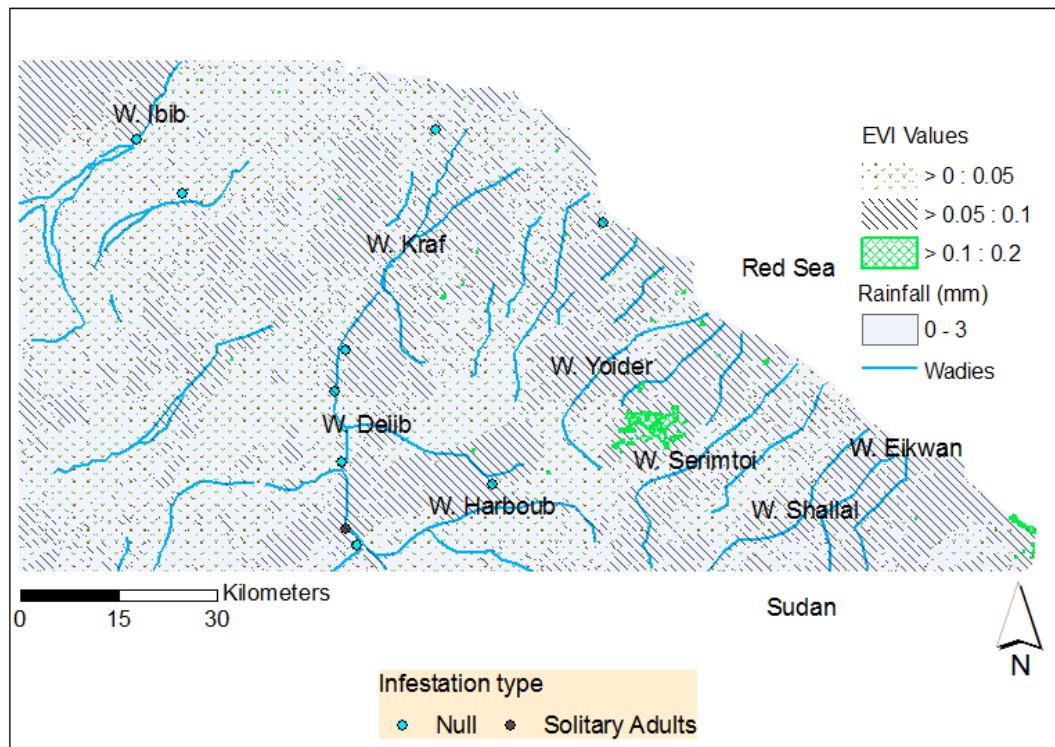 W. Ibib
W. Kraf
Red Sea
EVI Values
> 0 : 0.05
> 0.05 : 0.1
> 0.1 : 0.2
Rainfall (mm)
0 - 3
Wadies
W. Yoider
W. Deiib
W. Serimtoi
W. Eikwan
W. Harboub
W. Shallal
Kilometers
0 15 30
Sudan
N
Infestation type
Null Solitary Adults